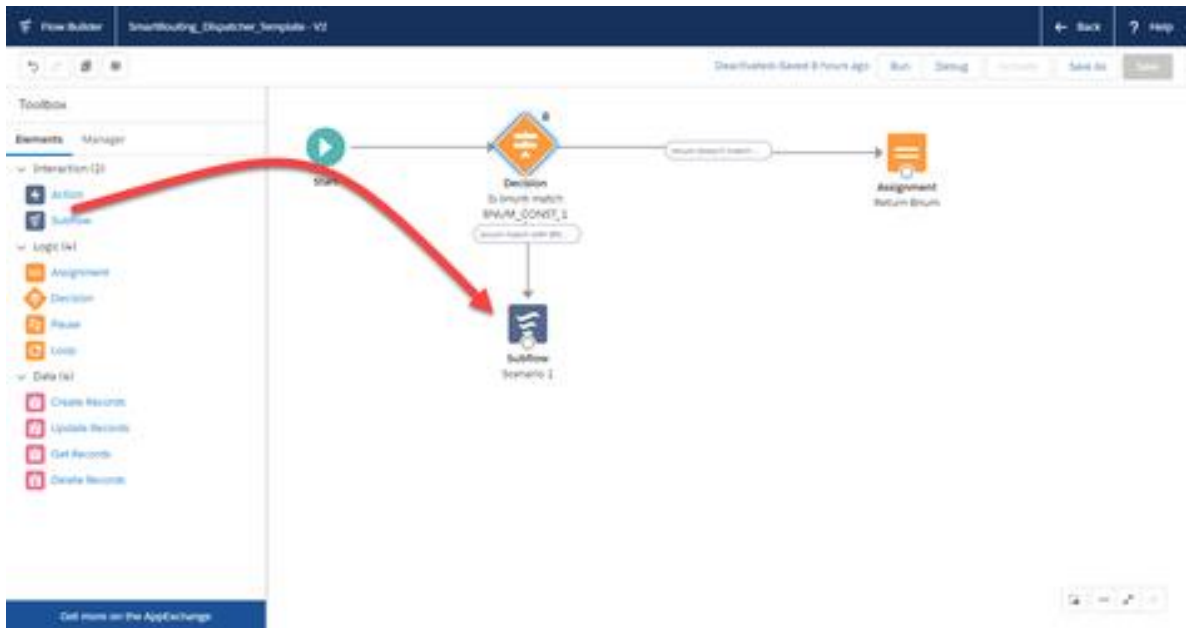 Flow Builder
SmartRouting_Dispatcher_Template - V2
Back
? Help
Deactivated
Saved 8 hours ago
Run
Debug
Save As
Save
Toolbox
Elements
Manager
Interaction (2)
Action
Subflow
Logic (4)
Assignment
Decision
Pause
Loop
Data (4)
Create Records
Update Records
Get Records
Delete Records
Get more on the AppExchange
Start
Decision
Is bnum match
BNUM_CONST_1
Subflow
Scenario 1
Assignment
Return Bnum